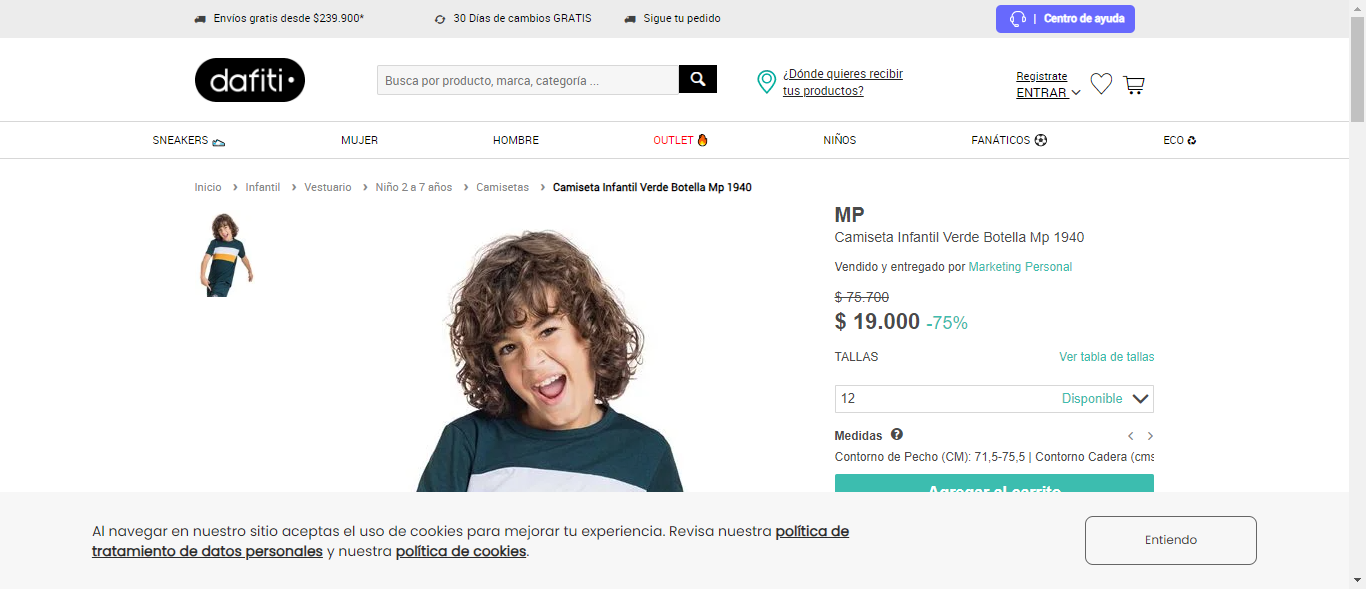 Envíos gratis desde $239.900*
30 Días de cambios GRATIS
Sigue tu pedido
| Centro de ayuda
dafiti
Busca por producto, marca, categoría ...
¿Dónde quieres recibir
tus productos?
Registrate
ENTRAR
SNEAKERS
MUJER
HOMBRE
OUTLET
NIÑOS
FANÁTICOS
ECO
Inicio › Infantil › Vestuario › Niño 2 a 7 años › Camisetas › Camiseta Infantil Verde Botella Mp 1940
MP
Camiseta Infantil Verde Botella Mp 1940
Vendido y entregado por Marketing Personal
$ 75.700
$ 19.000 -75%
TALLAS
Ver tabla de tallas
12
Disponible
Medidas
Contorno de Pecho (CM): 71,5-75,5 | Contorno Cadera (cms
Agregar al carrito
Al navegar en nuestro sitio aceptas el uso de cookies para mejorar tu experiencia. Revisa nuestra política de
tratamiento de datos personales y nuestra política de cookies.
Entiendo